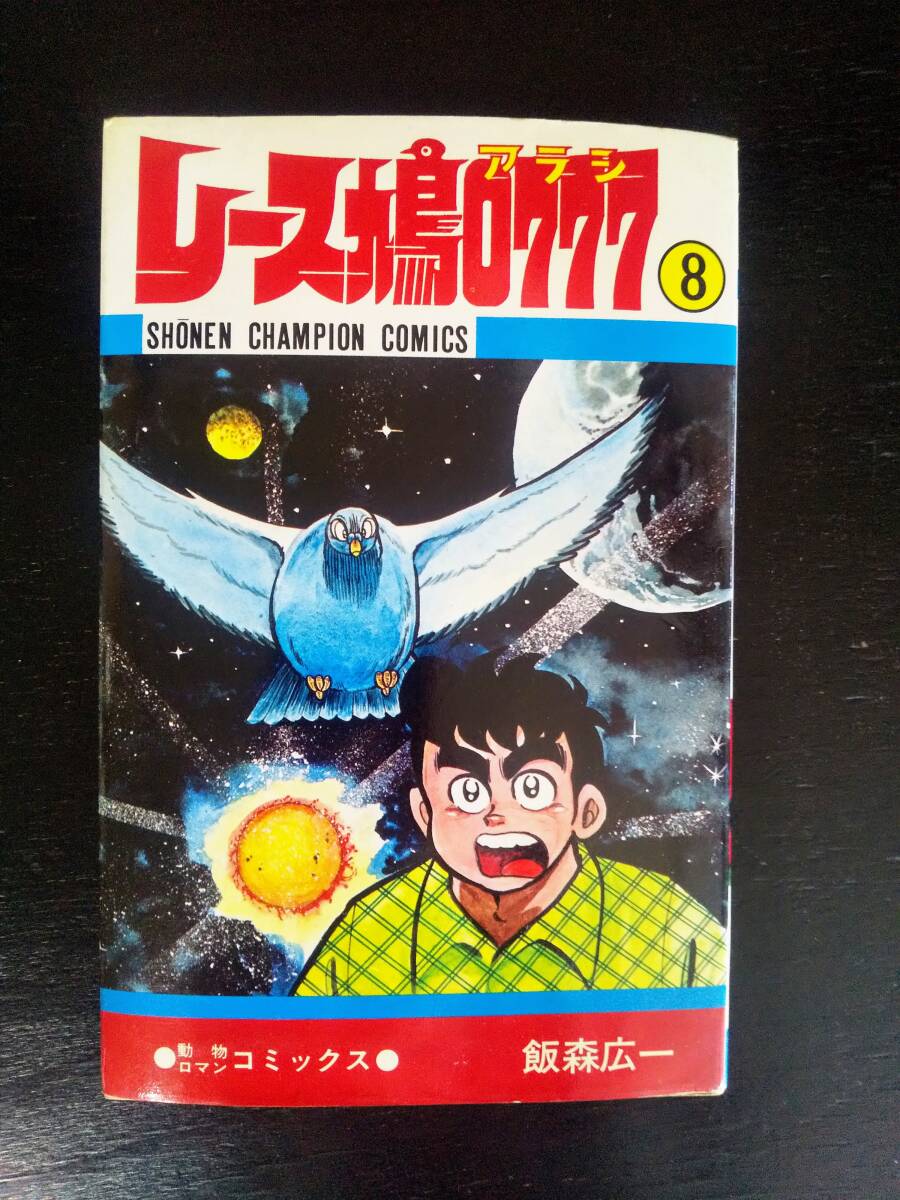 アラシ
レース鳩0777
8
SHŌNEN CHAMPION COMICS
●動物ロマンコミックス●
飯森広一